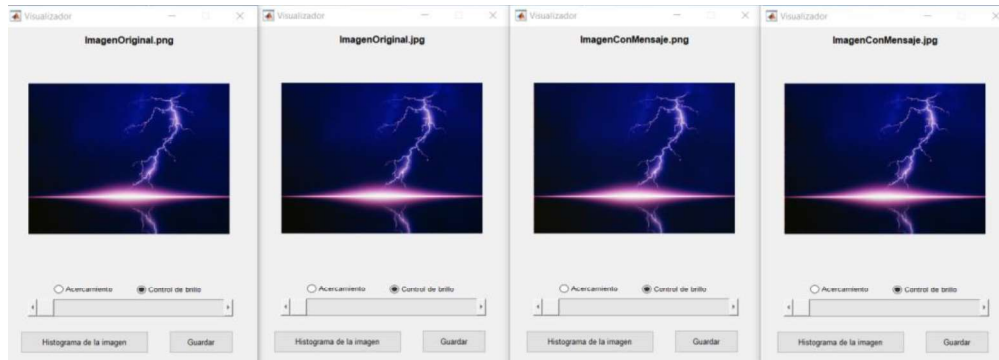 Visualizador
ImagenOriginal.png
Acercamiento Control de brillo
Histograma de la imagen Guardar
Visualizador
ImagenOriginal.jpg
Acercamiento Control de brillo
Histograma de la imagen Guardar
Visualizador
ImagenConMensaje.png
Acercamiento Control de brillo
Histograma de la imagen Guardar
Visualizador
ImagenConMensaje.jpg
Acercamiento Control de brillo
Histograma de la imagen Guardar